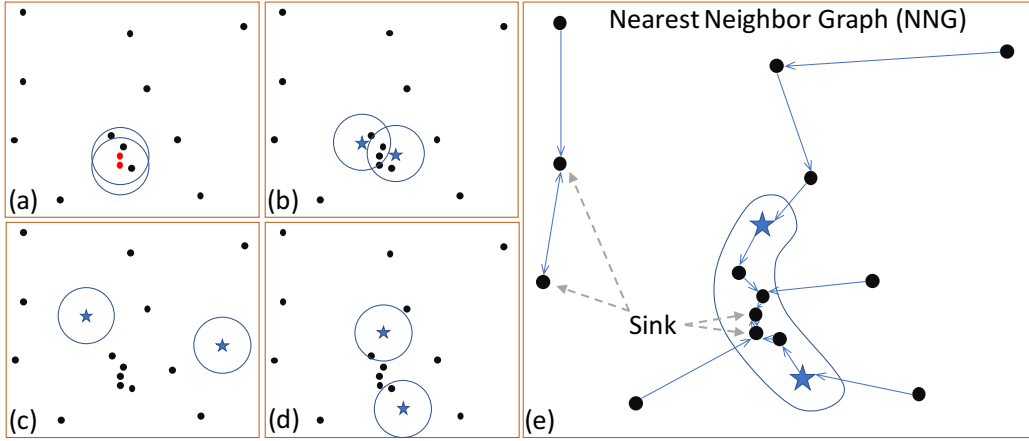 Nearest Neighbor Graph (NNG)
(a)
(b)
(c)
(d)
Sink
(e)